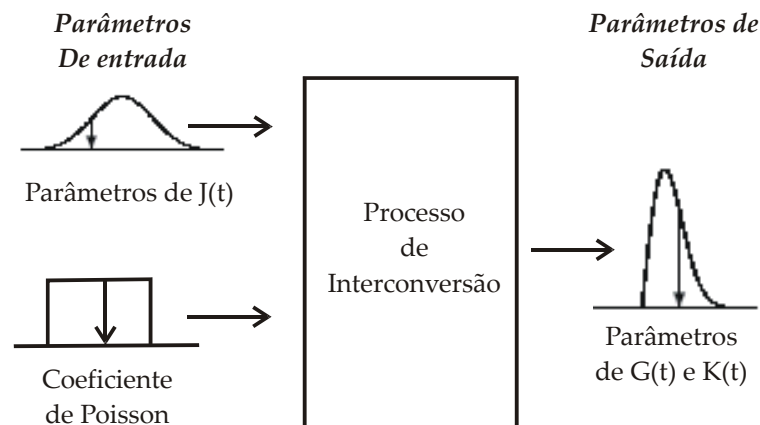 Parâmetros
De entrada
Parâmetros de J(t)
Coeficiente
de Poisson
Processo
de
Interconversão
Parâmetros de
Saída
Parâmetros
de G(t) e K(t)